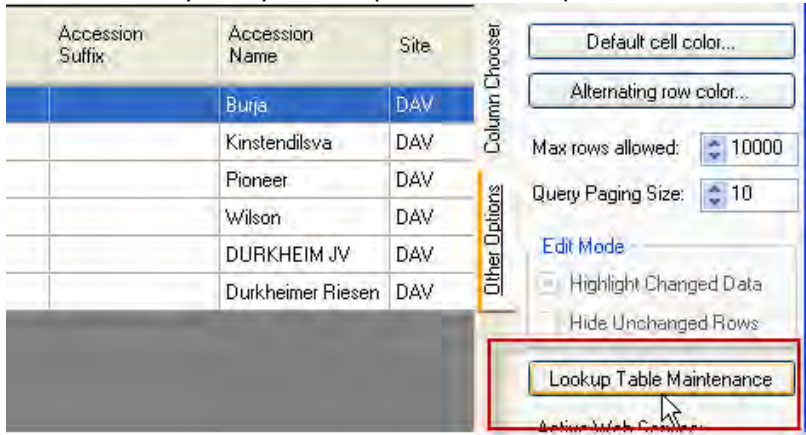 Accession Suffix
Accession Name
Site
Burja
DAV
Kinstendilsva
DAV
Pioneer
DAV
Wilson
DAV
DURKHEIM JV
DAV
Durkheimer Riesen
DAV
Column Chooser
Other Options
Default cell color...
Alternating row color...
Max rows allowed:
10000
Query Paging Size:
10
Edit Mode
Highlight Changed Data
Hide Unchanged Rows
Lookup Table Maintenance
Active Web